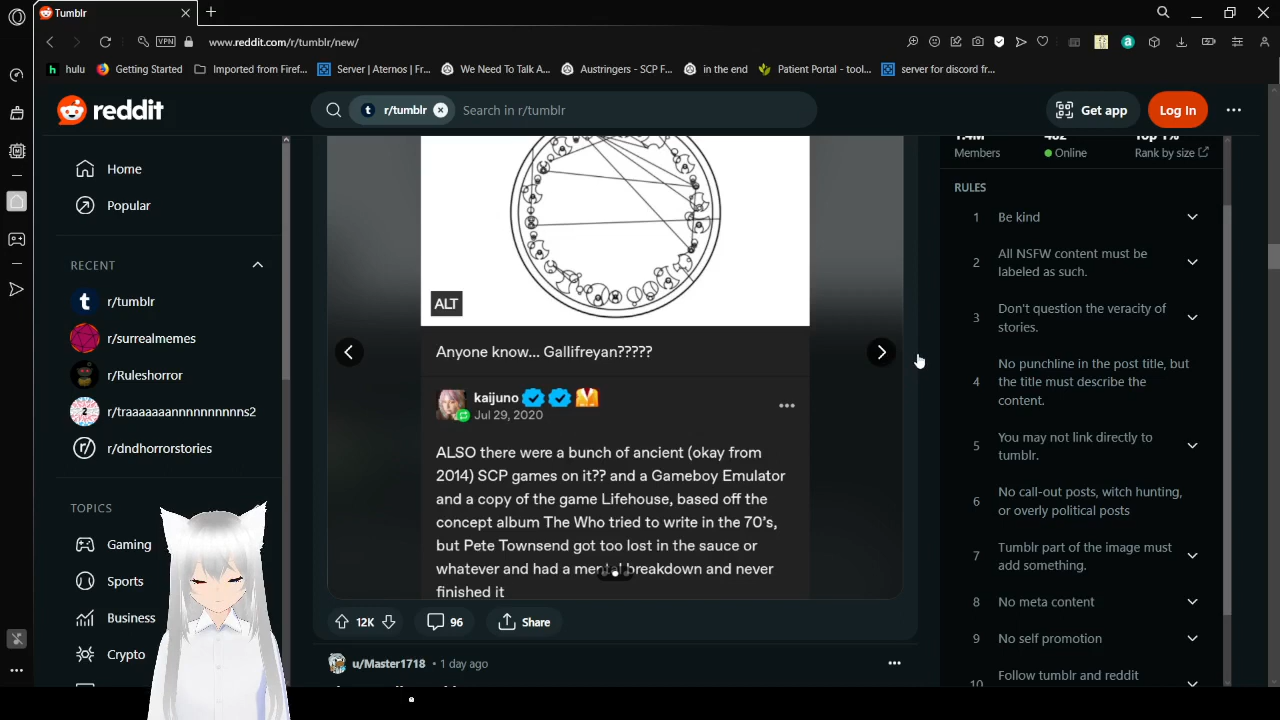 Tumblr
VPN
www.reddit.com/r/tumblr/new/
hulu
Getting Started
Imported from Firef...
Server | Aternos | Fr...
We Need To Talk A...
Austringers - SCP F...
in the end
Patient Portal - tool...
server for discord fr...
reddit
r/tumblr
Search in r/tumblr
Get app
Log In
Home
Popular
RECENT
r/tumblr
r/surrealmemes
r/Ruleshorror
r/traaaaaaannnnnnnnnns2
r/dndhorrorstories
TOPICS
Gaming
Sports
Business
Crypto
ALT
Anyone know... Gallifreyan?????
kaijuno
Jul 29, 2020
ALSO there were a bunch of ancient (okay from
2014) SCP games on it?? and a Gameboy Emulator
and a copy of the game Lifehouse, based off the
concept album The Who tried to write in the 70's,
but Pete Townsend got too lost in the sauce or
whatever and had a mental breakdown and never
finished it
12K
96
Share
u/Master1718 • 1 day ago
Members
Online
Rank by size
RULES
1 Be kind
2 All NSFW content must be
labeled as such.
3 Don't question the veracity of
stories.
4 No punchline in the post title, but
the title must describe the
content.
5 You may not link directly to
tumblr.
6 No call-out posts, witch hunting,
or overly political posts
7 Tumblr part of the image must
add something.
8 No meta content
9 No self promotion
10 Follow tumblr and reddit